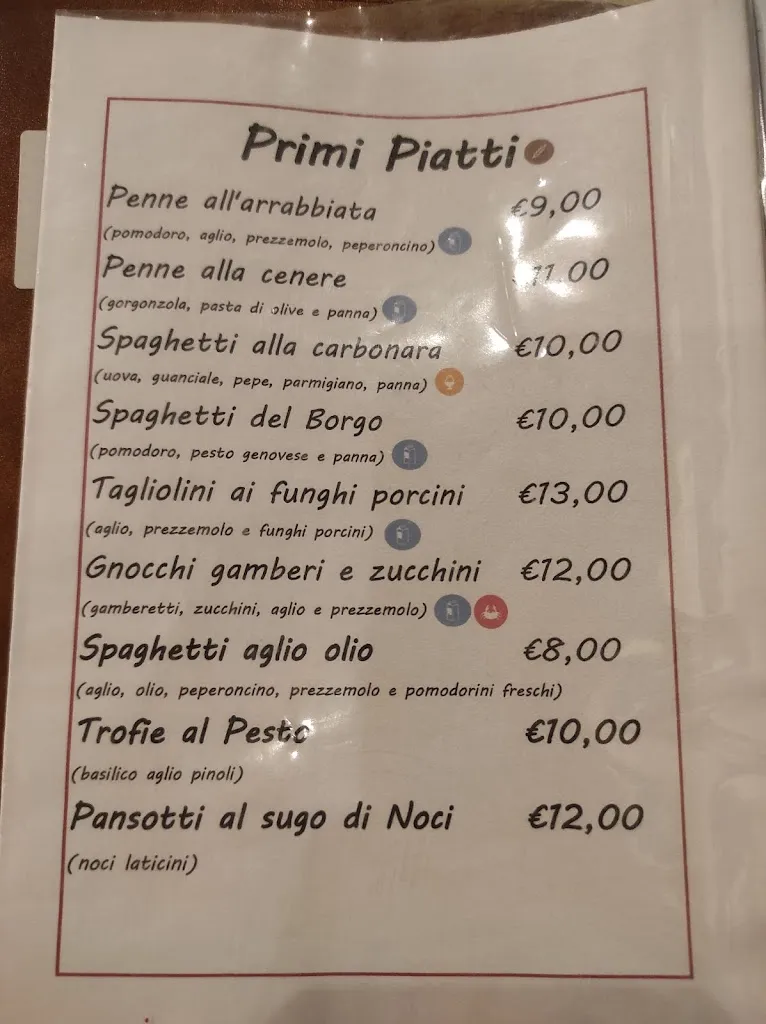 Primi Piatti
Penne all'arrabbiata €9,00
(pomodoro, aglio, prezzemolo, peperoncino)
Penne alla cenere 11,00
(gorgonzola, pasta di olive e panna)
Spaghetti alla carbonara €10,00
(uova, guanciale, pepe, parmigiano, panna)
Spaghetti del Borgo €10,00
(pomodoro, pesto genovese e panna)
Tagliolini ai funghi porcini €13,00
(aglio, prezzemolo e funghi porcini)
Gnocchi gamberi e zucchini €12,00
(gamberetti, zucchini, aglio e prezzemolo)
Spaghetti aglio olio €8,00
(aglio, olio, peperoncino, prezzemolo e pomodorini freschi)
Trofie al Pesto €10,00
(basilico aglio pinoli)
Pansotti al sugo di Noci €12,00
(noci laticini)